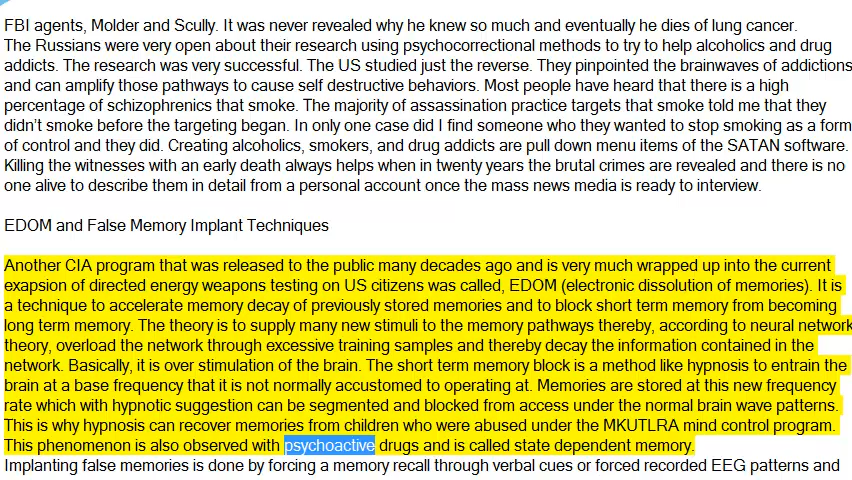 FBI agents, Molder and Scully. It was never revealed why he knew so much and eventually he dies of lung cancer.
The Russians were very open about their research using psychocorrectional methods to try to help alcoholics and drug
addicts. The research was very successful. The US studied just the reverse. They pinpointed the brainwaves of addictions
and can amplify those pathways to cause self destructive behaviors. Most people have heard that there is a high
percentage of schizophrenics that smoke. The majority of assassination practice targets that smoke told me that they
didn’t smoke before the targeting began. In only one case did I find someone who they wanted to stop smoking as a form
of control and they did. Creating alcoholics, smokers, and drug addicts are pull down menu items of the SATAN software.
Killing the witnesses with an early death always helps when in twenty years the brutal crimes are revealed and there is no
one alive to describe them in detail from a personal account once the mass news media is ready to interview.
EDOM and False Memory Implant Techniques
Another CIA program that was released to the public many decades ago and is very much wrapped up into the current
exapsion of directed energy weapons testing on US citizens was called, EDOM (electronic dissolution of memories). It is
a technique to accelerate memory decay of previously stored memories and to block short term memory from becoming
long term memory. The theory is to supply many new stimuli to the memory pathways thereby, according to neural network
theory, overload the network through excessive training samples and thereby decay the information contained in the
network. Basically, it is over stimulation of the brain. The short term memory block is a method like hypnosis to entrain the
brain at a base frequency that it is not normally accustomed to operating at. Memories are stored at this new frequency
rate which with hypnotic suggestion can be segmented and blocked from access under the normal brain wave patterns.
This is why hypnosis can recover memories from children who were abused under the MKUTLRA mind control program.
This phenomenon is also observed with psychoactive drugs and is called state dependent memory.
Implanting false memories is done by forcing a memory recall through verbal cues or forced recorded EEG patterns and